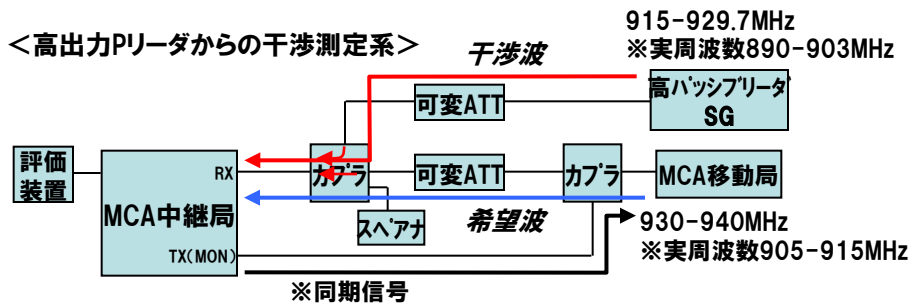 <高出力Pリーダからの干渉測定系>
915-929.7MHz
※実周波数890-903MHz
干渉波
高パッシブリーダ
SG
可変ATT
評価
装置
RX
MCA中継局
TX(MON)
カプラ
可変ATT
カプラ
MCA移動局
スペアナ
希望波
930-940MHz
※実周波数905-915MHz
※同期信号